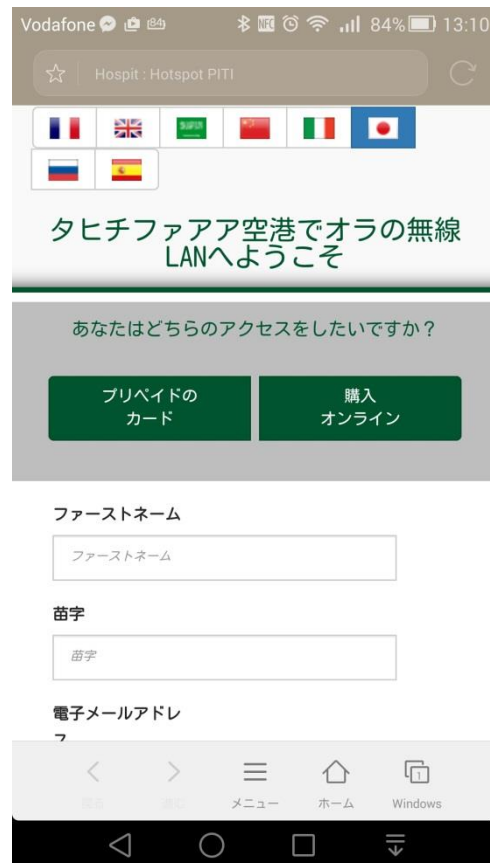 Vodafone 84 NFC 84% 13:10
Hospit : Hotspot PITI
タヒチファアア空港でオラの無線
LANへようこそ
あなたはどちらのアクセスをしたいですか？
プリペイドの
カード
購入
オンライン
ファーストネーム
ファーストネーム
苗字
苗字
電子メールアドレ
ス
メニュー ホーム 1 Windows